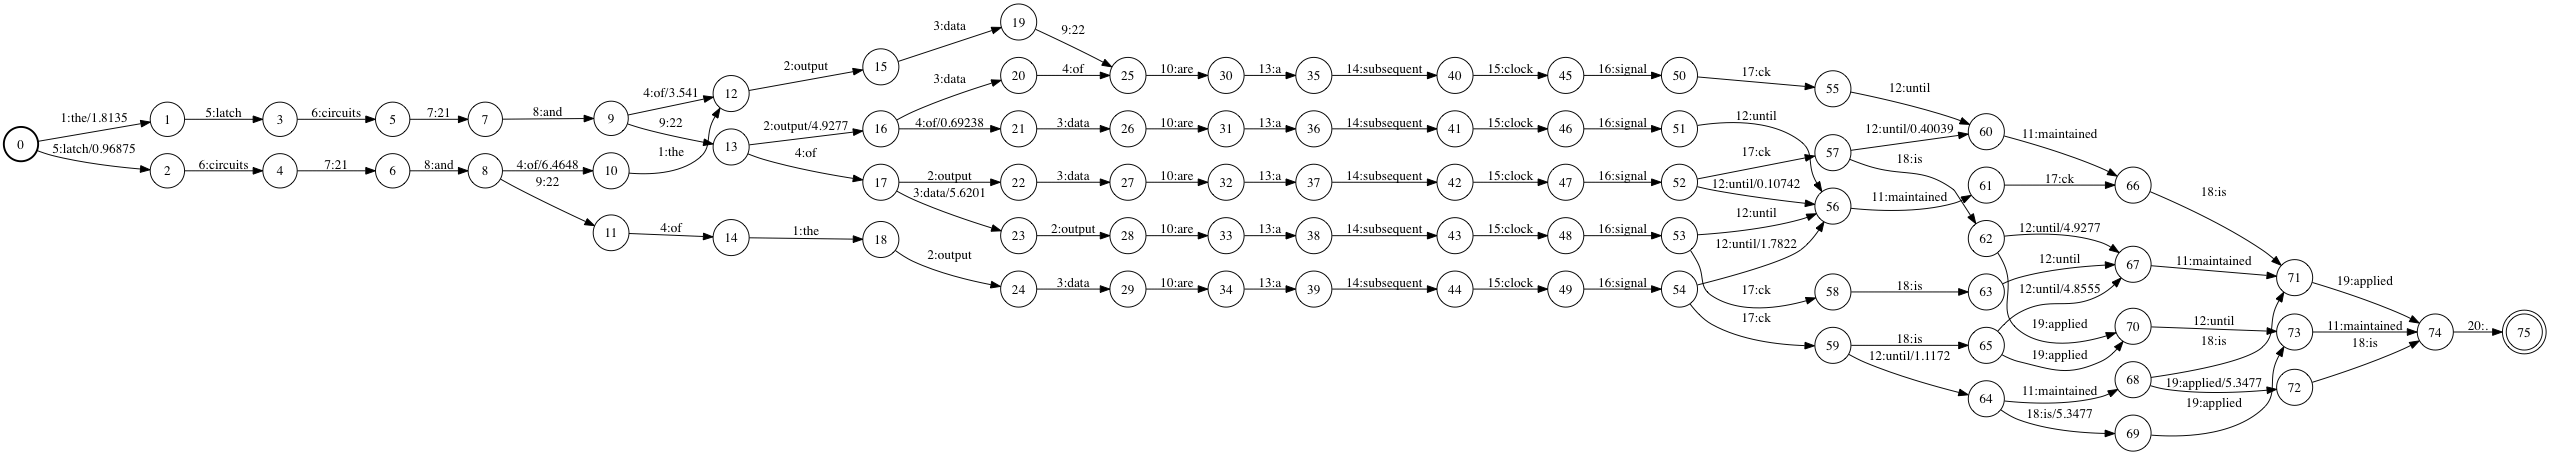 0
1:the/1.8135
5:latch/0.96875
1
2
5:latch
6:circuits
3
4
6:circuits
7:21
5
6
7:21
8:and
7
8
8:and
4:of/6.4648
9:22
9
10
11
4:of/3.541
9:22
1:the
4:of
12
13
14
2:output
2:output/4.9277
4:of
1:the
15
16
17
18
3:data
3:data
4:of/0.69238
2:output
3:data/5.6201
2:output
19
20
21
22
23
24
9:22
4:of
3:data
3:data
2:output
3:data
25
26
27
28
29
10:are
10:are
10:are
10:are
10:are
30
31
32
33
34
13:a
13:a
13:a
13:a
13:a
35
36
37
38
39
14:subsequent
14:subsequent
14:subsequent
14:subsequent
14:subsequent
40
41
42
43
44
15:clock
15:clock
15:clock
15:clock
15:clock
45
46
47
48
49
16:signal
16:signal
16:signal
16:signal
16:signal
50
51
52
53
54
17:ck
12:until
17:ck
12:until/0.10742
12:until
12:until/1.7822
17:ck
17:ck
55
57
56
58
59
12:until
12:until/0.40039
18:is
11:maintained
18:is
18:is
12:until/1.1172
60
61
62
63
65
64
11:maintained
17:ck
12:until/4.9277
12:until
12:until/4.8555
19:applied
19:applied
11:maintained
18:is/5.3477
66
67
70
68
69
18:is
11:maintained
12:until
18:is
19:applied/5.3477
19:applied
71
73
72
19:applied
11:maintained
18:is
74
20:.
75